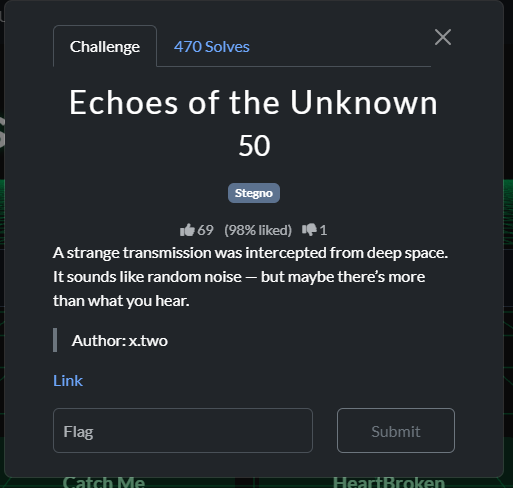 Challenge
470 Solves
Echoes of the Unknown
50
Stegno
69 (98% liked) 1
A strange transmission was intercepted from deep space.
It sounds like random noise — but maybe there’s more
than what you hear.
Author: x.two
Link
Flag
Submit
Catch Me
HeartBroken